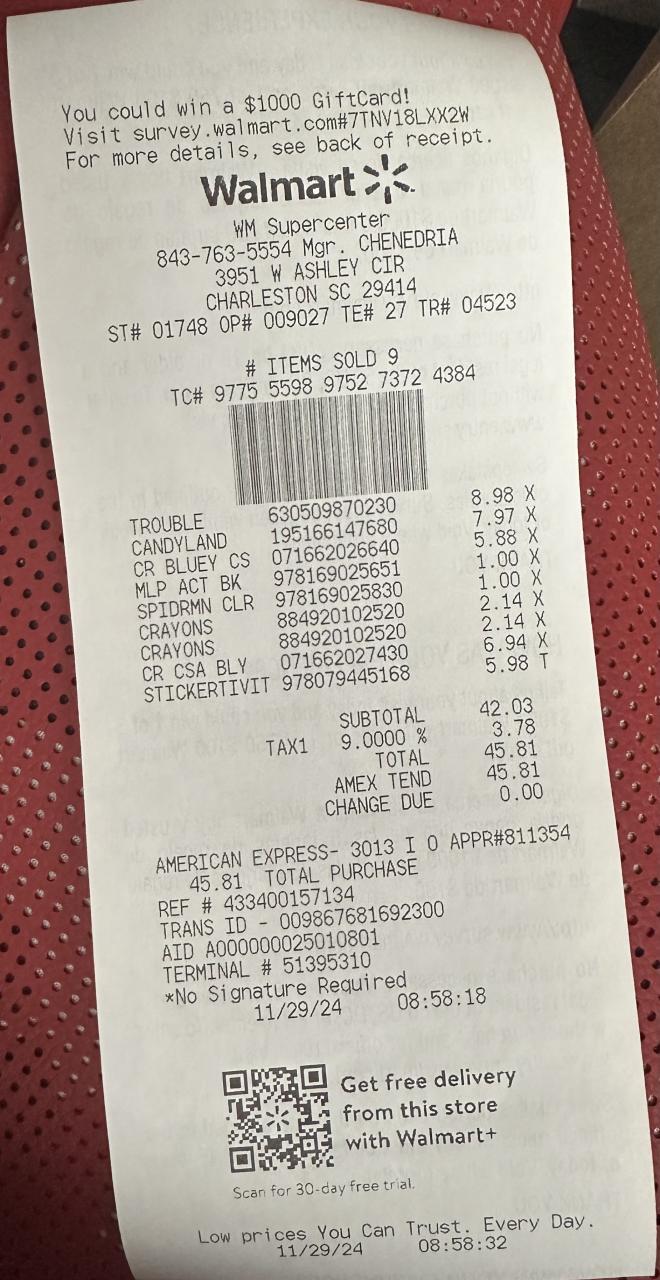 You could win a $1000 GiftCard!
Visit survey.walmart.com#7TNV18LXX2W
For more details, see back of receipt.
Walmart
WM Supercenter
843-763-5554 Mgr. CHENEDRIA
3951 W ASHLEY CIR
CHARLESTON SC 29414
ST# 01748 OP# 009027 TE# 27 TR# 04523
# ITEMS SOLD 9
TC# 9775 5598 9752 7372 4384
TROUBLE 630509870230 8.98 X
CANDYLAND 195166147680 7.97 X
CR BLUEY CS 071662026640 5.88 X
MLP ACT BK 978169025651 1.00 X
SPIDRMN CLR 978169025830 1.00 X
CRAYONS 884920102520 2.14 X
CRAYONS 884920102520 2.14 X
CR CSA BLY 071662027430 6.94 X
STICKERTIVIT 978079445168 5.98 T
SUBTOTAL 42.03
TAX1 9.0000 % 3.78
TOTAL 45.81
AMEX TEND 45.81
CHANGE DUE 0.00
AMERICAN EXPRESS- 3013 I 0 APPR#811354
45.81 TOTAL PURCHASE
REF # 433400157134
TRANS ID - 009867681692300
AID A000000025010801
TERMINAL # 51395310
*No Signature Required
11/29/24 08:58:18
Get free delivery
from this store
with Walmart+
Scan for 30-day free trial.
Low prices You Can Trust. Every Day.
11/29/24 08:58:32